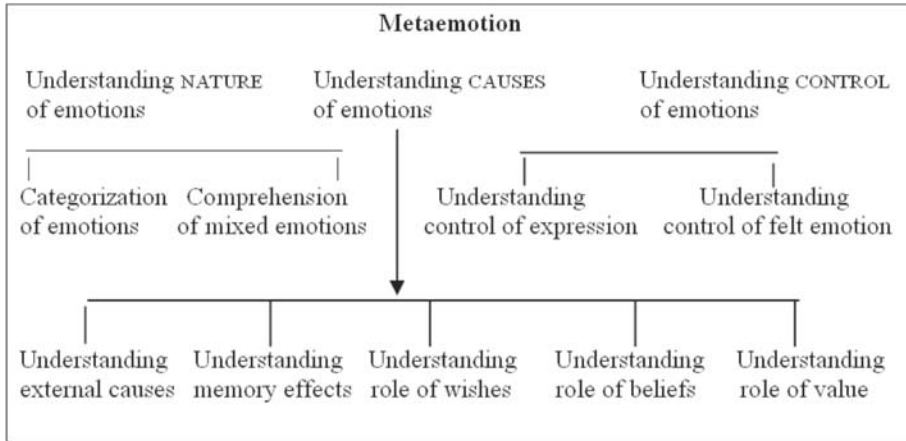 Metaemotion
Understanding NATURE
of emotions
Understanding CAUSES
of emotions
Understanding CONTROL
of emotions
Categorization
of emotions
Comprehension
of mixed emotions
Understanding
control of expression
Understanding
control of felt emotion
Understanding
external causes
Understanding
memory effects
Understanding
role of wishes
Understanding
role of beliefs
Understanding
role of value